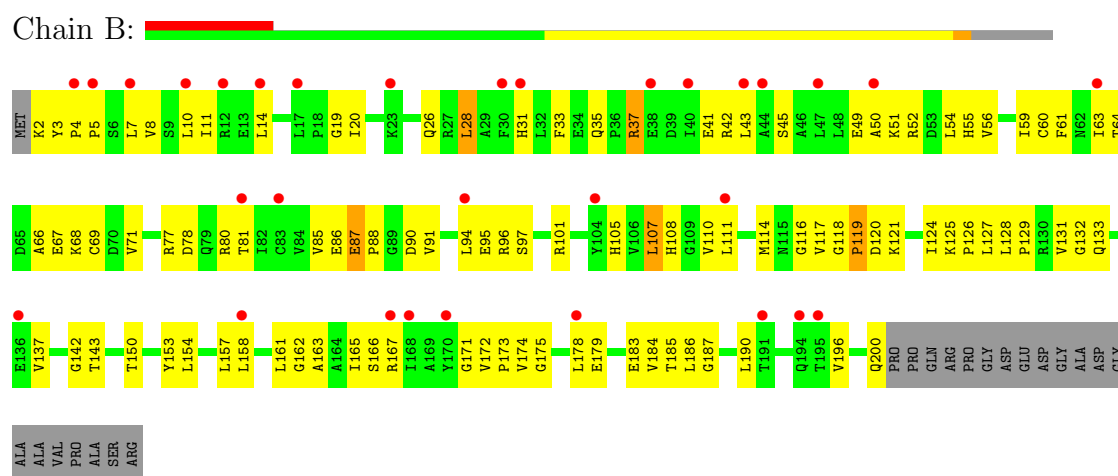 Chain B:
MET K2 Y3 P4 P5 S6 L7 V8 S9 L10 I11 R12 E13 L14 L17 P18 G19 I20 K23 Q26 R27 L28 A29 F30 H31 L32 F33 E34 Q35 P36 R37 E38 D39 I40 E41 R42 L43 A44 S45 A46 L47 L48 E49 A50 K51 R52 D53 L54 H55 V56 I59 C60 F61 N62 I63 T64
D65 A66 E67 K68 C69 D70 V71 R77 D78 Q79 R80 T81 I82 C83 V84 V85 E86 E87 P88 G89 D90 V91 L94 E95 R96 S97 R101 Y104 H105 V106 L107 H108 G109 V110 L111 M114 N115 G116 V117 G118 P119 D120 K121 I124 K125 P126 L127 L128 P129 R130 V131 G132 Q133
E136 V137 G142 T143 T150 Y153 L154 L157 L158 L161 G162 A163 A164 I165 S166 R167 I168 A169 Y170 G171 V172 P173 V174 G175 L178 E179 E183 V184 T185 L186 G187 L190 T191 Q194 T195 V196 Q200 PRO PRO GLN ARG PRO GLY ASP GLU ASP GLY ALA ASP GLY
ALA ALA VAL PRO ALA SER ARG